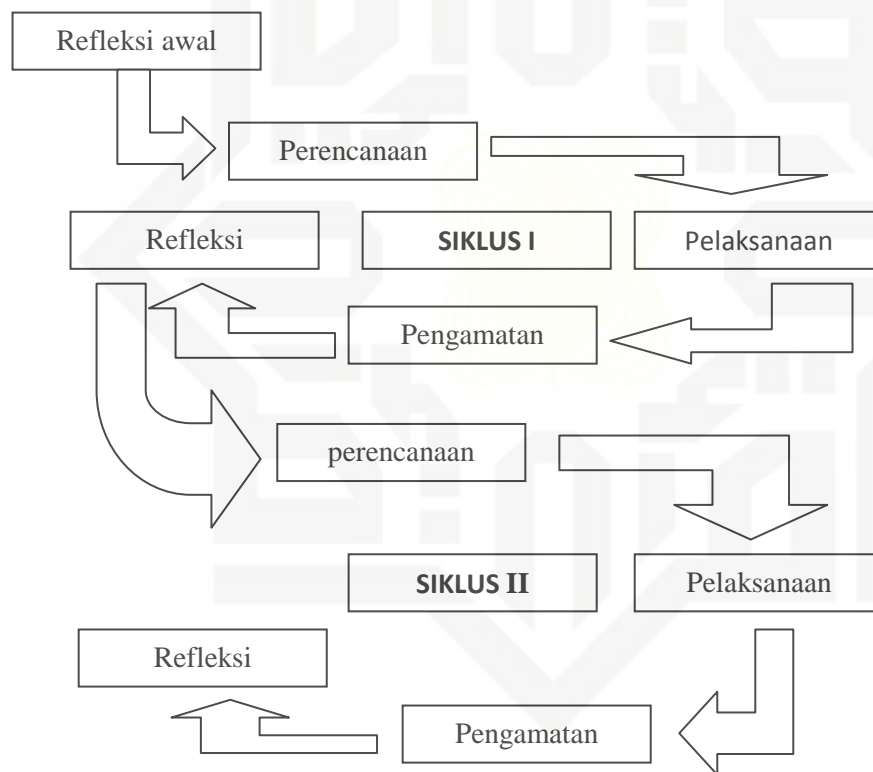 Refleksi awal
Perencanaan
Refleksi
SIKLUS I
Pelaksanaan
Pengamatan
perencanaan
SIKLUS II
Pelaksanaan
Refleksi
Pengamatan